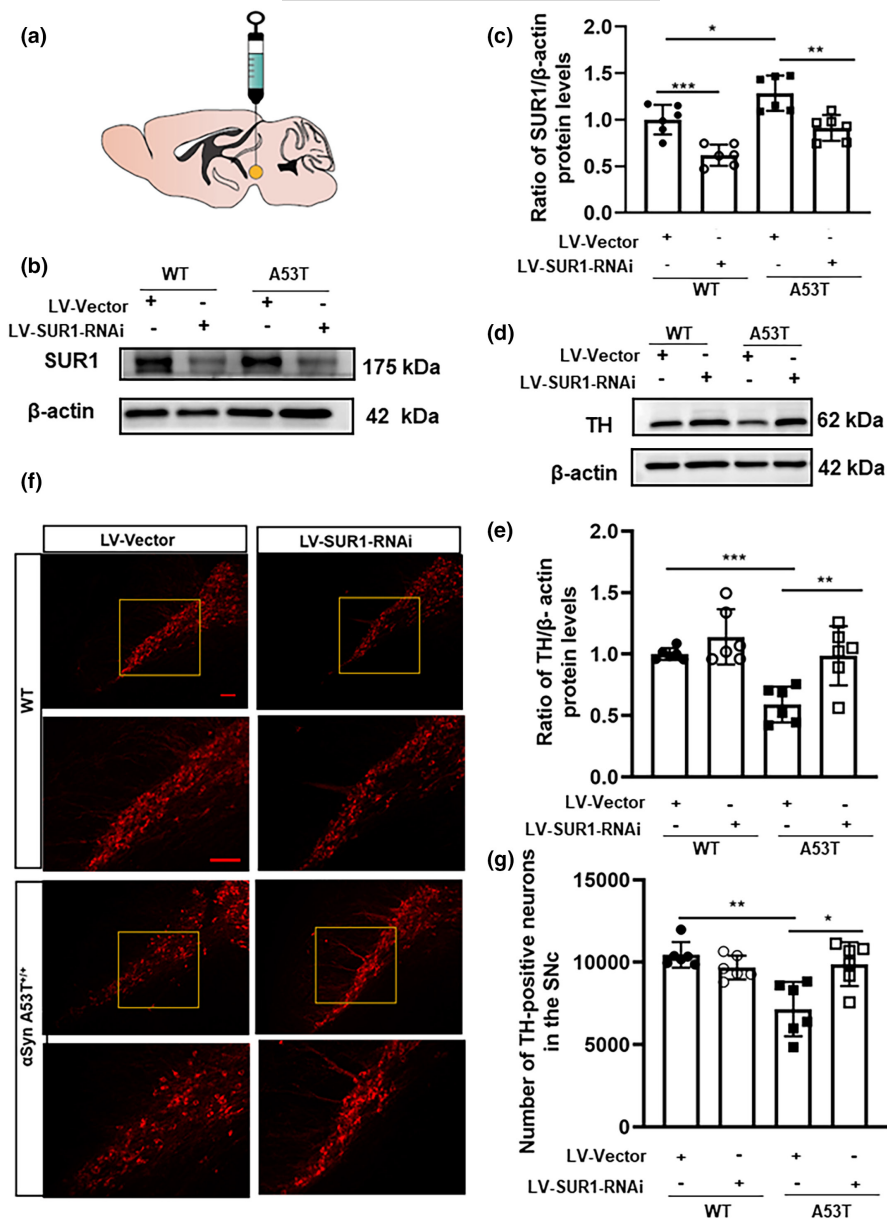 (a)
(b)
WT A53T
LV-Vector + - + -
LV-SUR1-RNAi - + - +
SUR1 175 kDa
β-actin 42 kDa
(c)
Ratio of SUR1/β-actin
protein levels
2.0
1.5
1.0
0.5
0.0
*
***
**
LV-Vector + - + -
LV-SUR1-RNAi - + - +
WT A53T
(d)
WT A53T
LV-Vector + - + -
LV-SUR1-RNAi - + - +
TH 62 kDa
β-actin 42 kDa
(e)
Ratio of TH/β- actin
protein levels
2.0
1.5
1.0
0.5
0.0
***
**
LV-Vector + - + -
LV-SUR1-RNAi - + - +
WT A53T
(f)
LV-Vector LV-SUR1-RNAi
WT
αSyn A53T+/+
(g)
Number of TH-positive neurons
in the SNc
15000
10000
5000
0
**
*
LV-Vector + - + -
LV-SUR1-RNAi - + - +
WT A53T